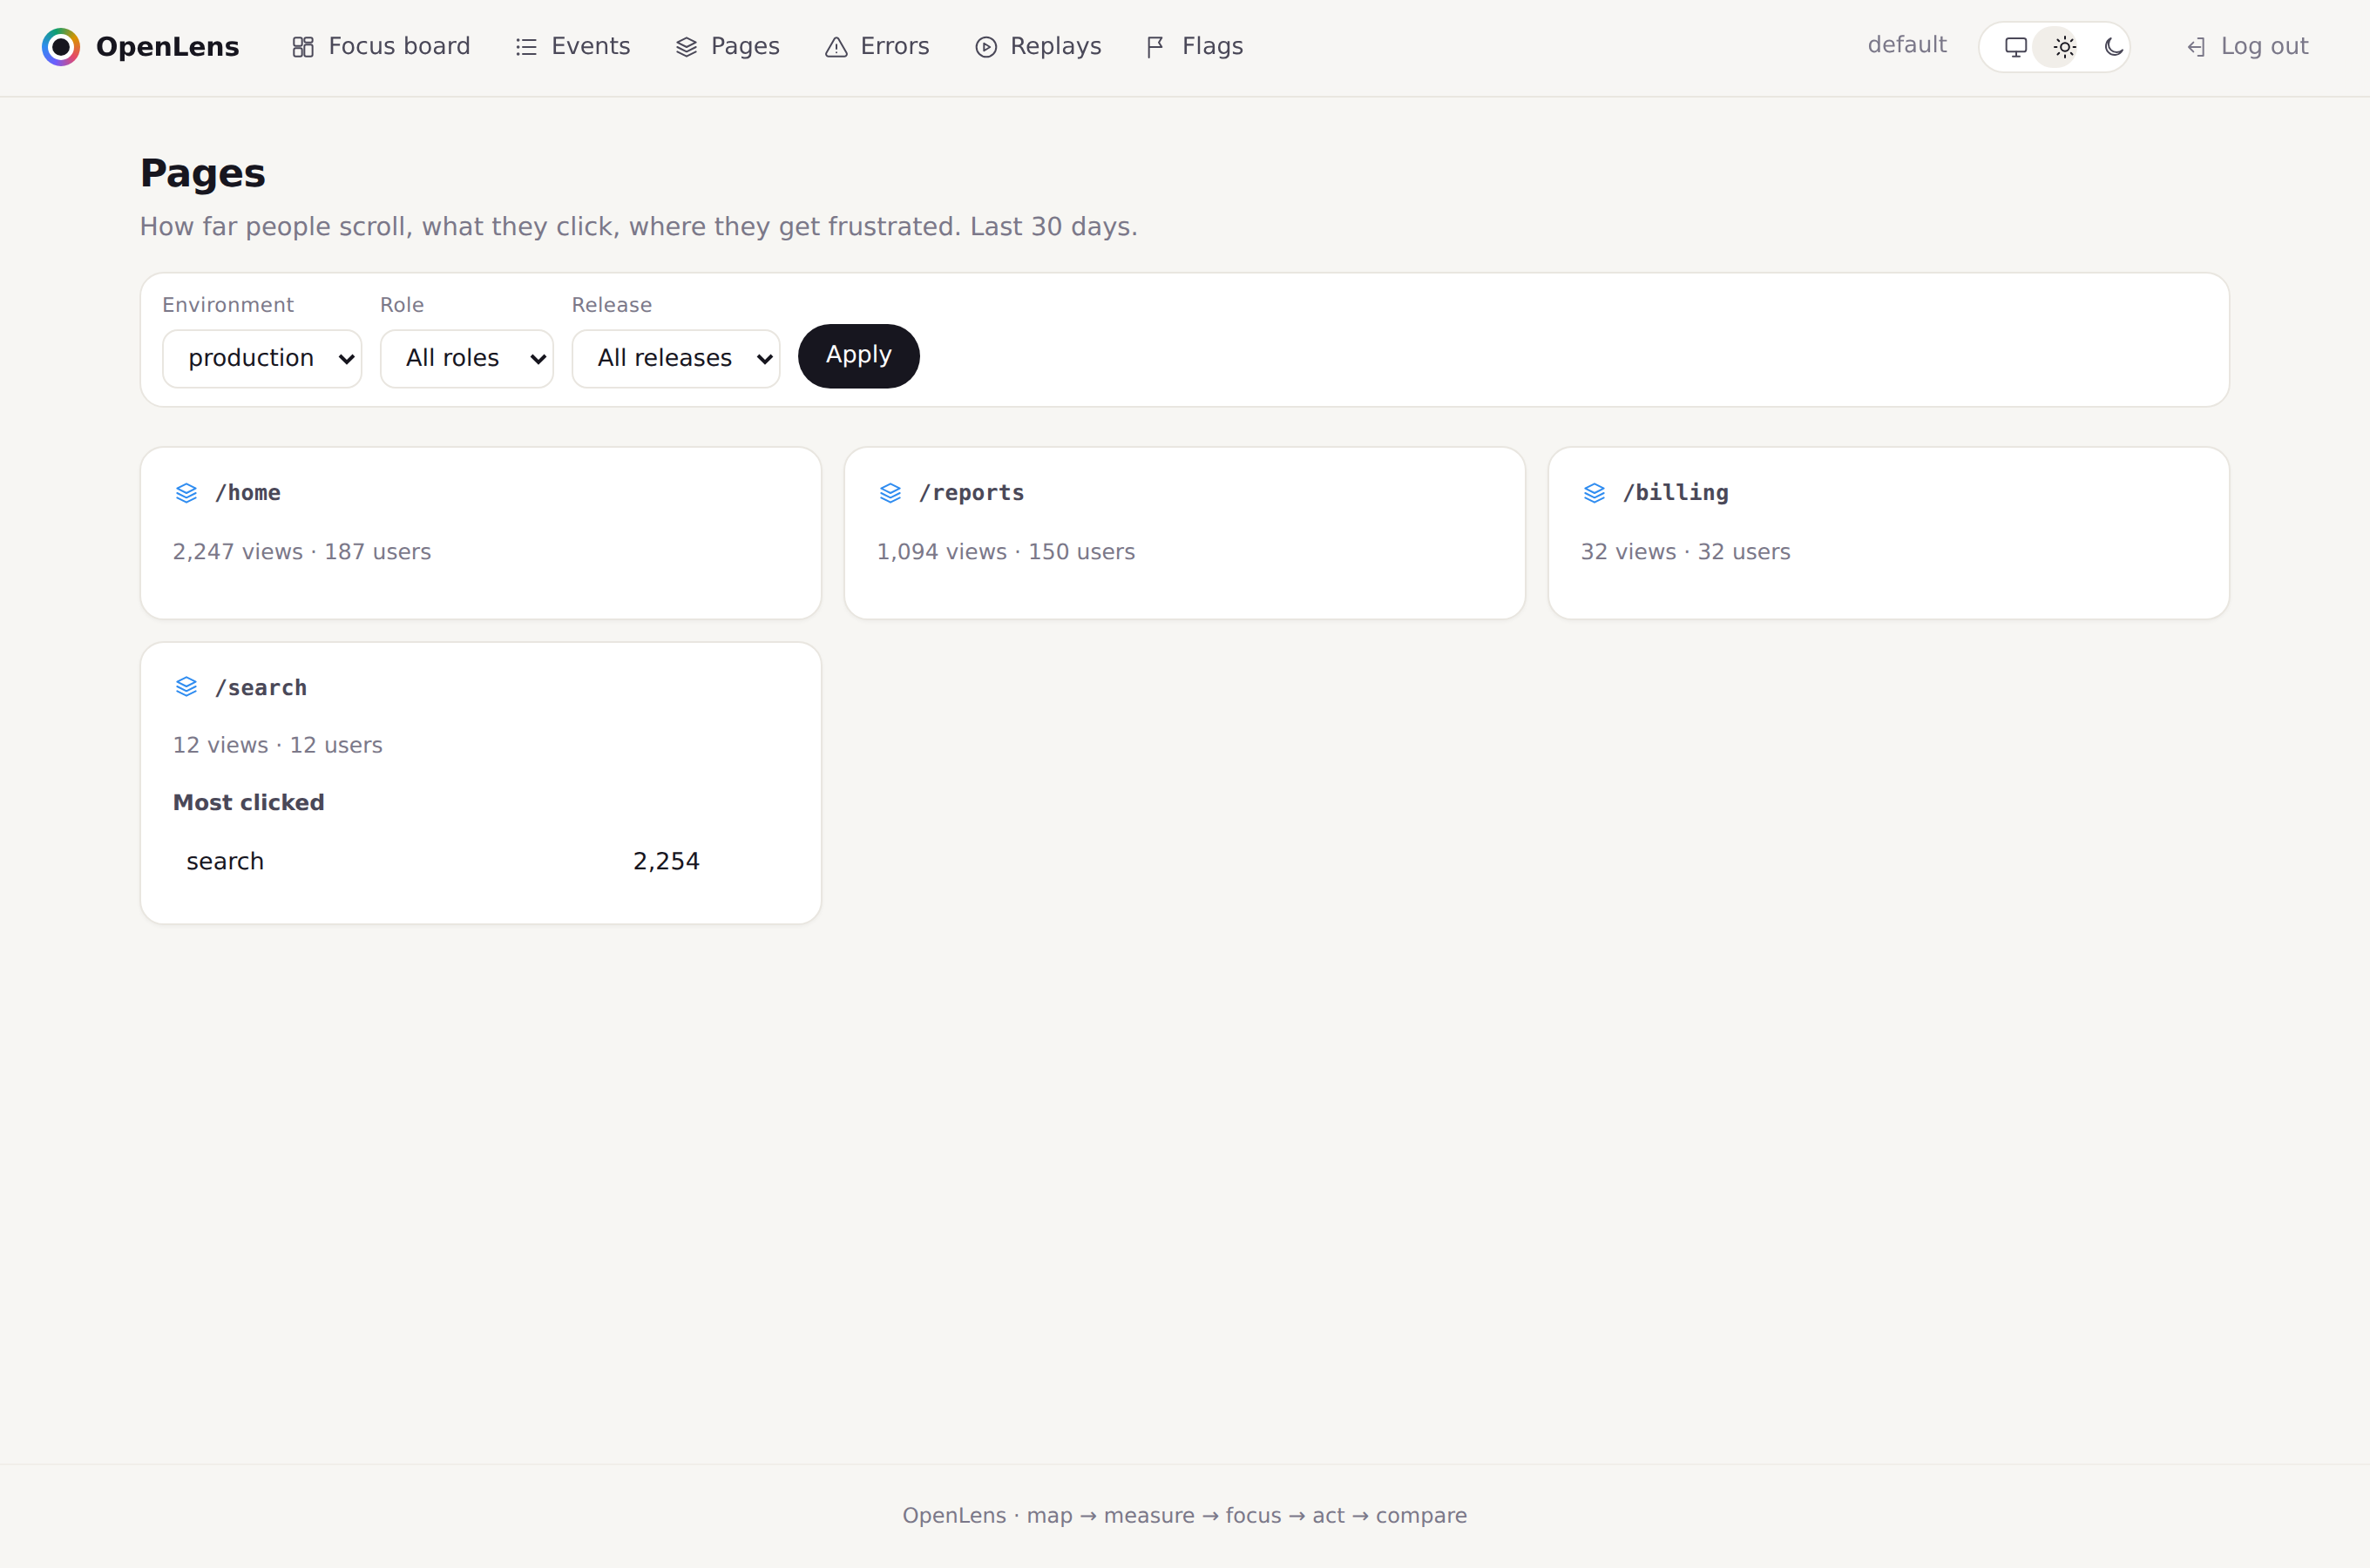 OpenLens Focus board Events Pages Errors Replays Flags default Log out
Pages
How far people scroll, what they click, where they get frustrated. Last 30 days.
Environment Role Release
production All roles All releases Apply
/home
2,247 views · 187 users
/reports
1,094 views · 150 users
/billing
32 views · 32 users
/search
12 views · 12 users
Most clicked
search 2,254
OpenLens · map → measure → focus → act → compare